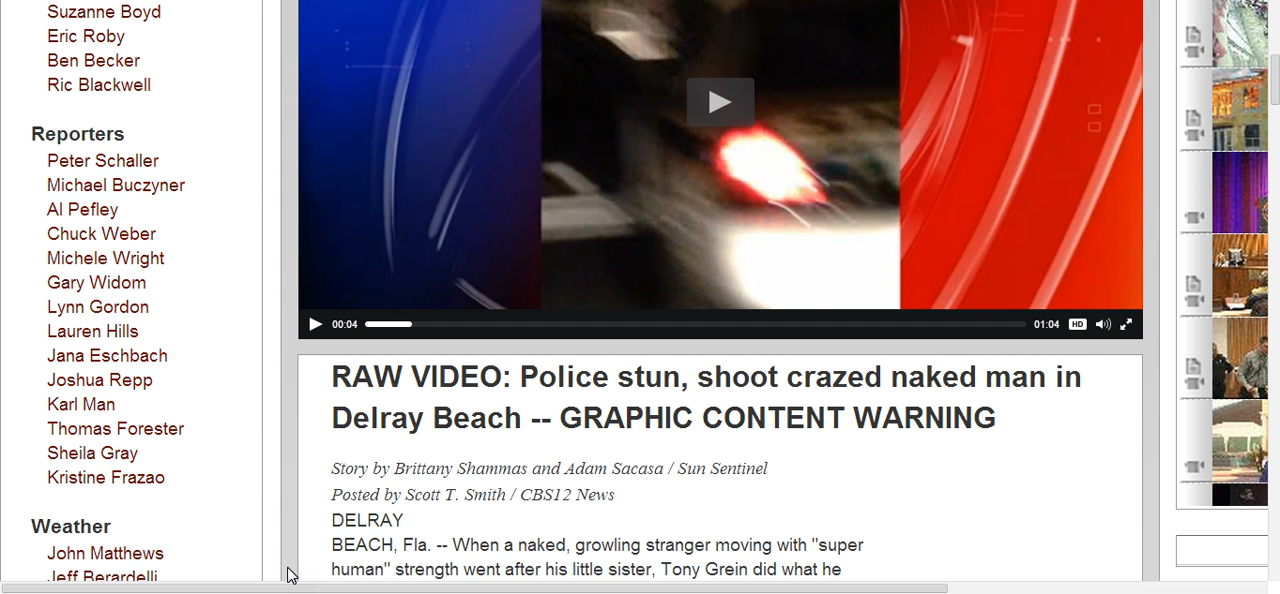 Suzanne Boyd
Eric Roby
Ben Becker
Ric Blackwell
Reporters
Peter Schaller
Michael Buczyner
Al Pefley
Chuck Weber
Michele Wright
Gary Widom
Lynn Gordon
Lauren Hills
Jana Eschbach
Joshua Repp
Karl Man
Thomas Forester
Sheila Gray
Kristine Frazao
Weather
John Matthews
Jeff Berardelli
00:04
01:04
HD
RAW VIDEO: Police stun, shoot crazed naked man in
Delray Beach -- GRAPHIC CONTENT WARNING
Story by Brittany Shammas and Adam Sacasa / Sun Sentinel
Posted by Scott T. Smith / CBS12 News
DELRAY
BEACH, Fla. -- When a naked, growling stranger moving with "super
human" strength went after his little sister, Tony Grein did what he